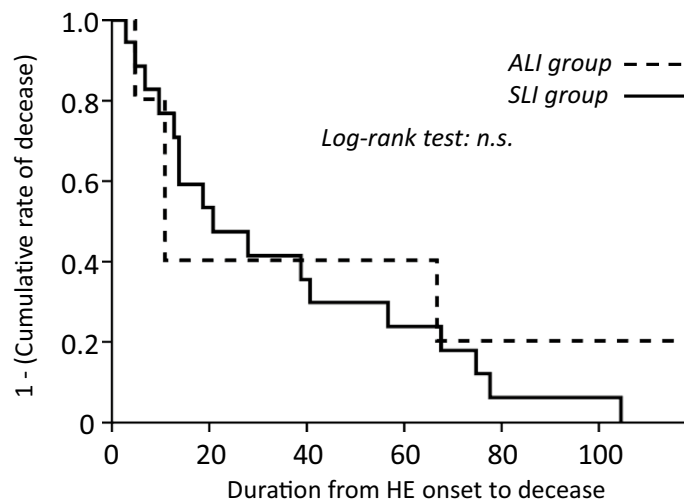 1.0
0.8
0.6
0.4
0.2
0
1 - (Cumulative rate of decease)
ALI group
SLI group
Log-rank test: n.s.
0 20 40 60 80 100
Duration from HE onset to decease